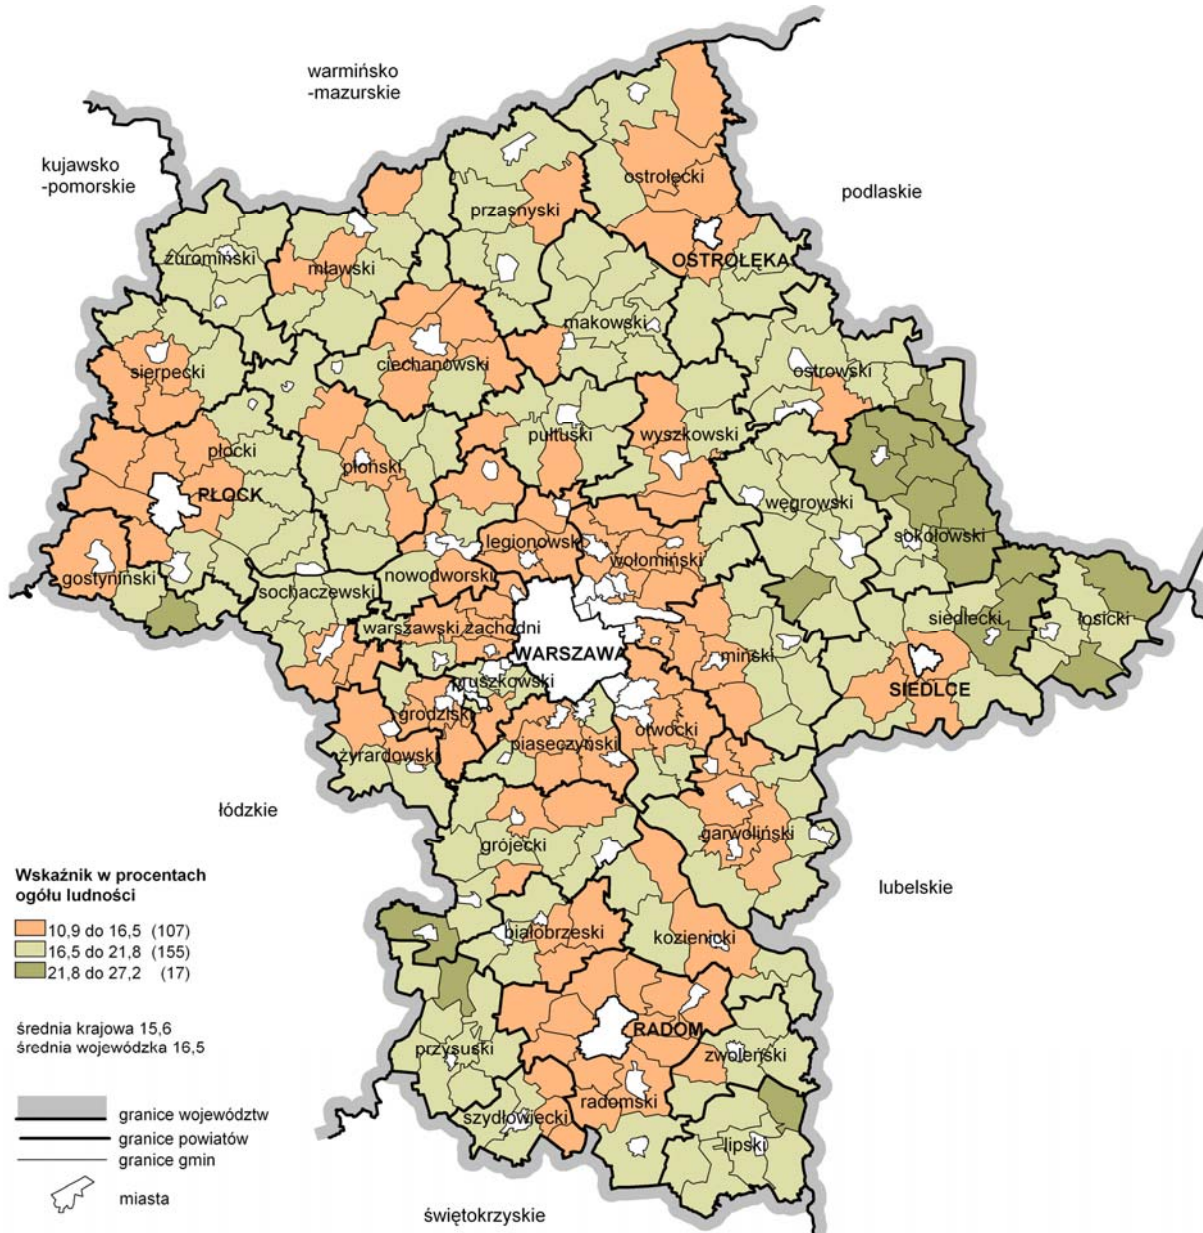 warmińsko
-mazurskie
kujawsko
-pomorskie
podlaskie
ostrołęcki
przasnyski
OSTROŁĘKA
żuromiński
mławski
makowski
ciechanowski
sierpecki
ostrowski
płocki
pułtuski
wyszkowski
płoński
PŁOCK
węgrowski
sokołowski
legionowski
wołomiński
gostyniński
nowodworski
sochaczewski
siedlecki
łosicki
warszawski zachodni
WARSZAWA
miński
pruszkowski
SIEDLCE
grodziski
otwocki
piaseczyński
żyrardowski
łódzkie
garwoliński
grójecki
lubelskie
Wskaźnik w procentach
ogółu ludności
10,9 do 16,5 (107)
16,5 do 21,8 (155)
21,8 do 27,2 (17)
białobrzeski
kozienicki
średnia krajowa 15,6
średnia wojewódzka 16,5
RADOM
przysuski
zwoleński
radomski
szydłowiecki
lipski
granice województw
granice powiatów
granice gmin
miasta
świętokrzyskie